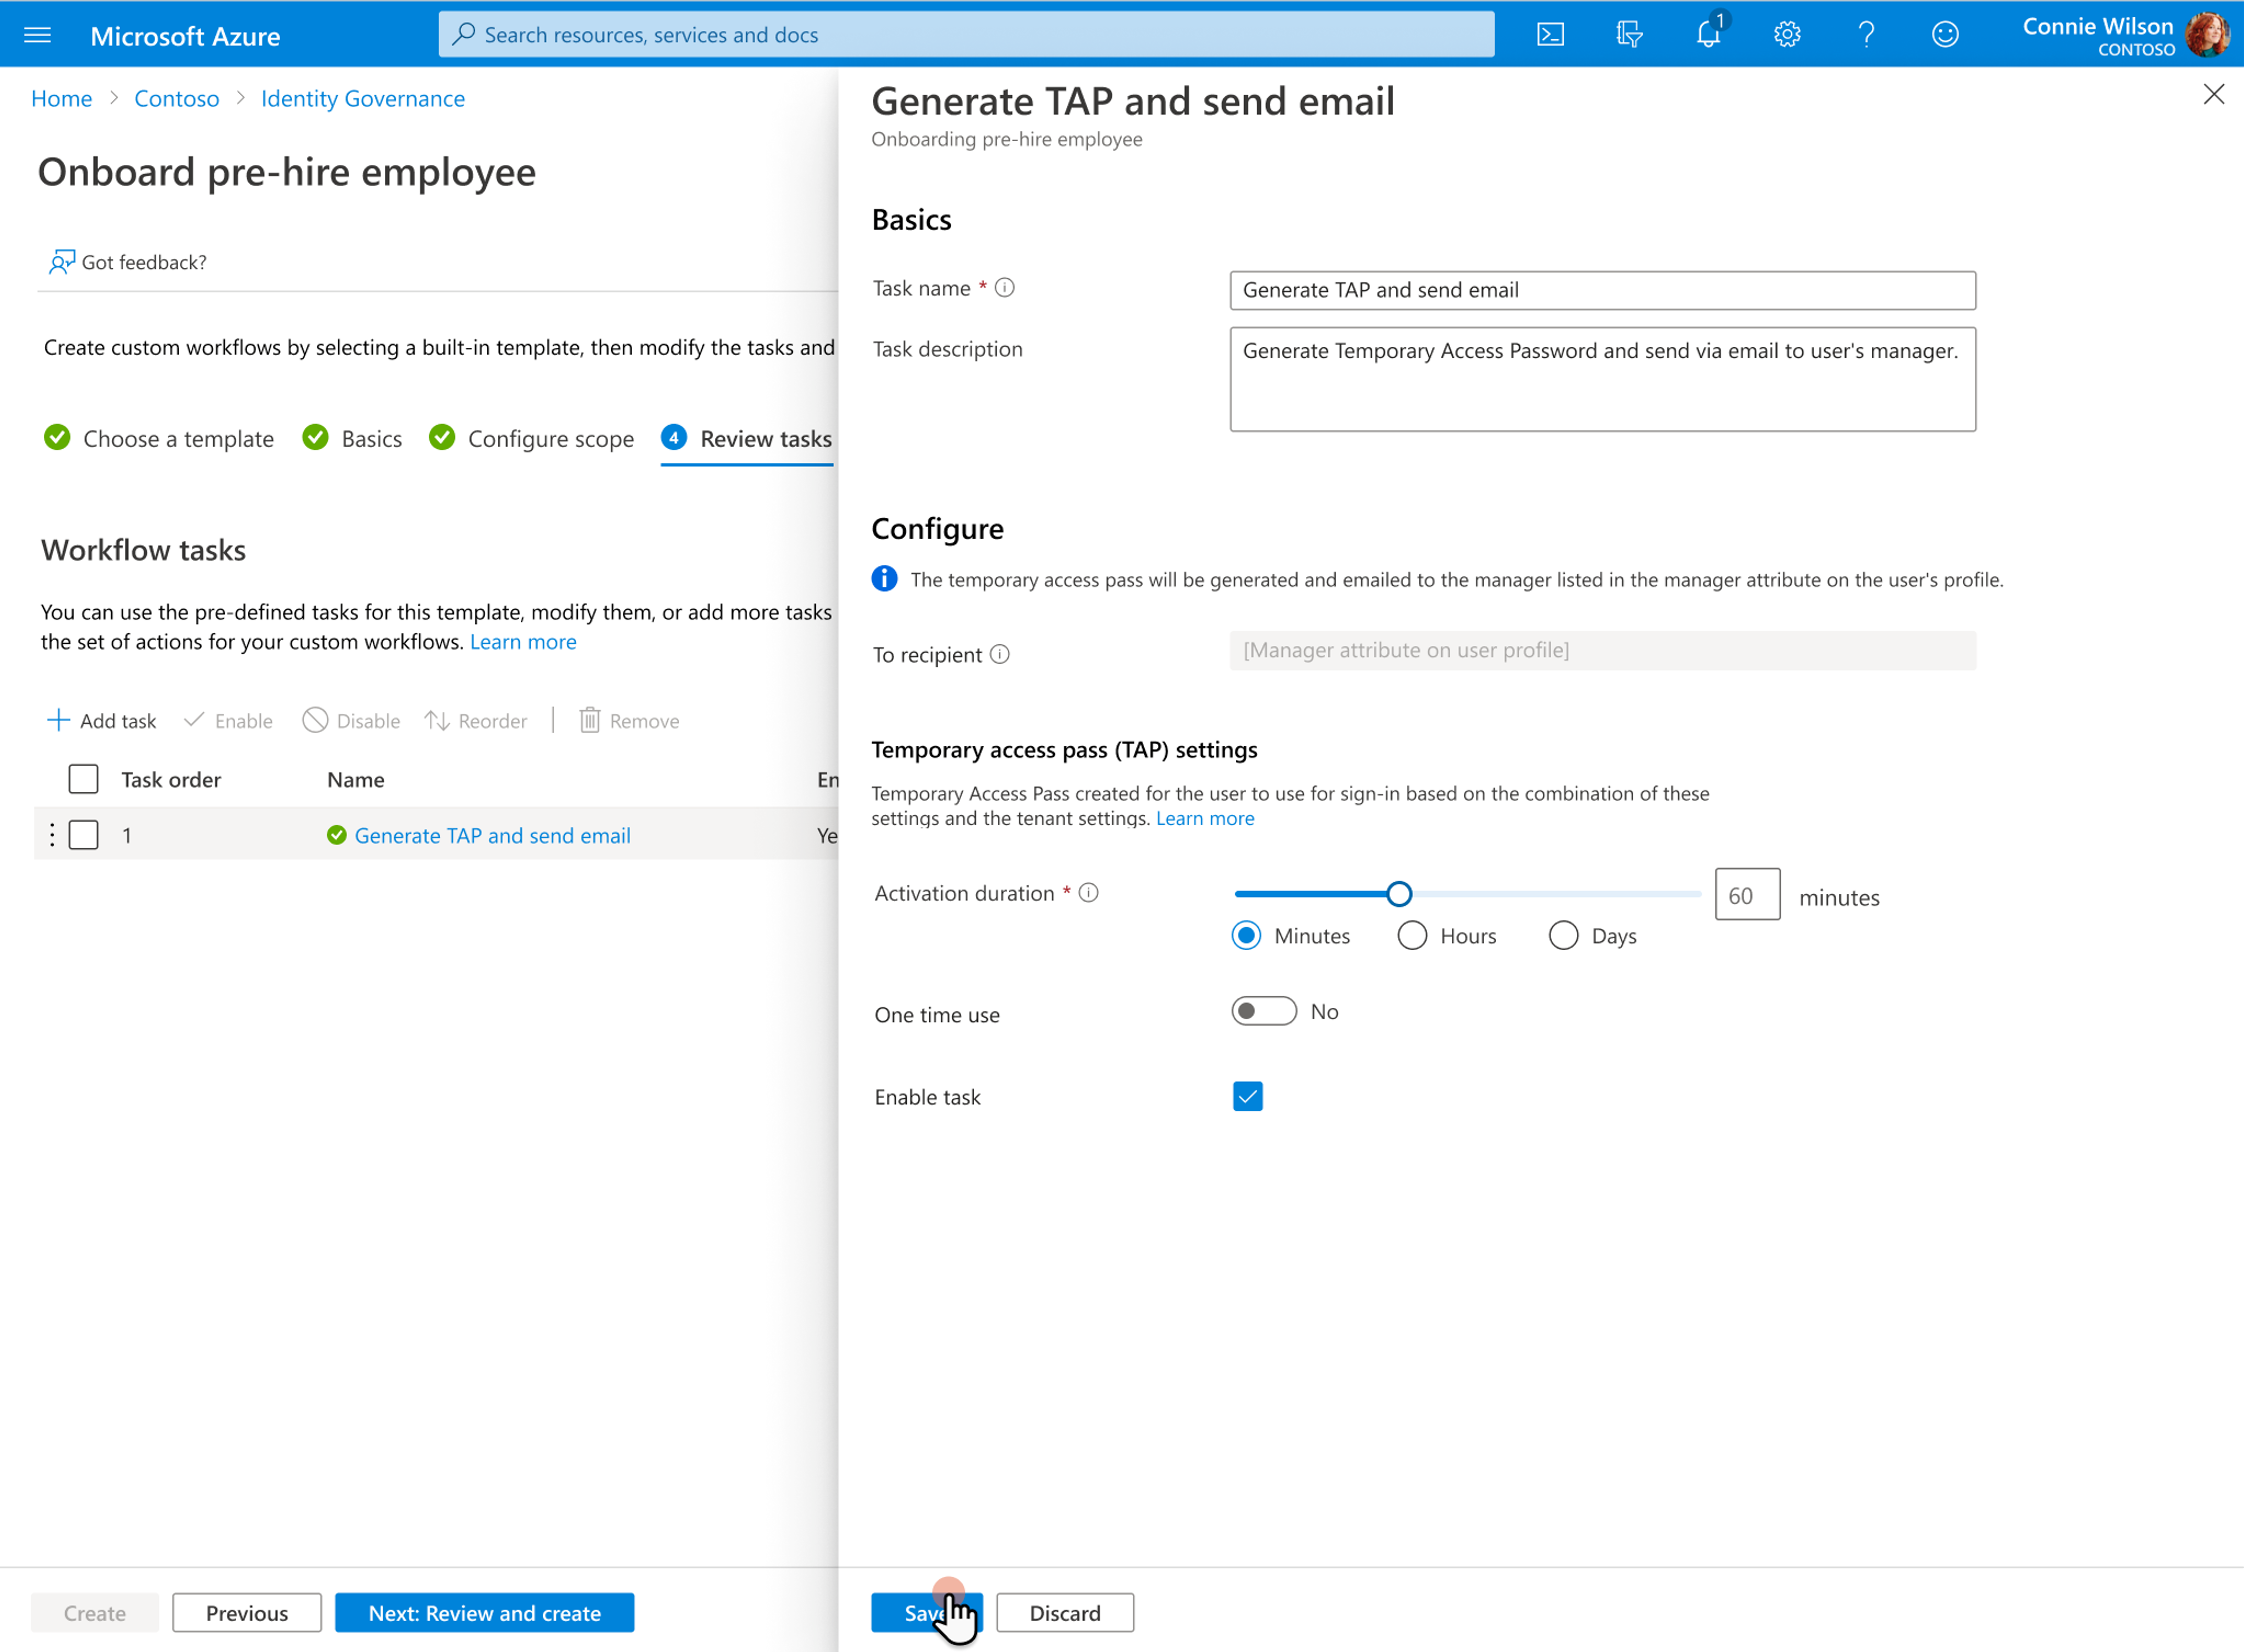 Microsoft Azure
Search resources, services and docs
1
Connie Wilson
CONTOSO
Home > Contoso > Identity Governance
Onboard pre-hire employee
Got feedback?
Create custom workflows by selecting a built-in template, then modify the tasks and
Choose a template
Basics
Configure scope
4 Review tasks
Workflow tasks
You can use the pre-defined tasks for this template, modify them, or add more tasks
the set of actions for your custom workflows. Learn more
Add task
Enable
Disable
Reorder
Remove
Task order
Name
1
Generate TAP and send email
Create
Previous
Next: Review and create
Generate TAP and send email
Onboarding pre-hire employee
Basics
Task name *
Generate TAP and send email
Task description
Generate Temporary Access Password and send via email to user's manager.
Configure
The temporary access pass will be generated and emailed to the manager listed in the manager attribute on the user's profile.
To recipient
[Manager attribute on user profile]
Temporary access pass (TAP) settings
Temporary Access Pass created for the user to use for sign-in based on the combination of these
settings and the tenant settings. Learn more
Activation duration *
60
minutes
Minutes
Hours
Days
One time use
No
Enable task
Save
Discard